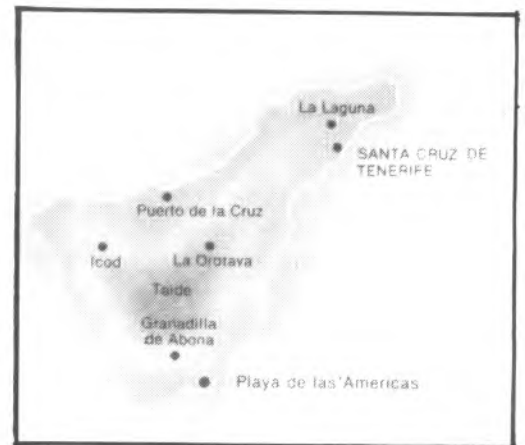 La Laguna
SANTA CRUZ DE
TENERIFE
Puerto de la Cruz
Icod
La Orotava
Taide
Granadilla
de Abona
Playa de las Americas